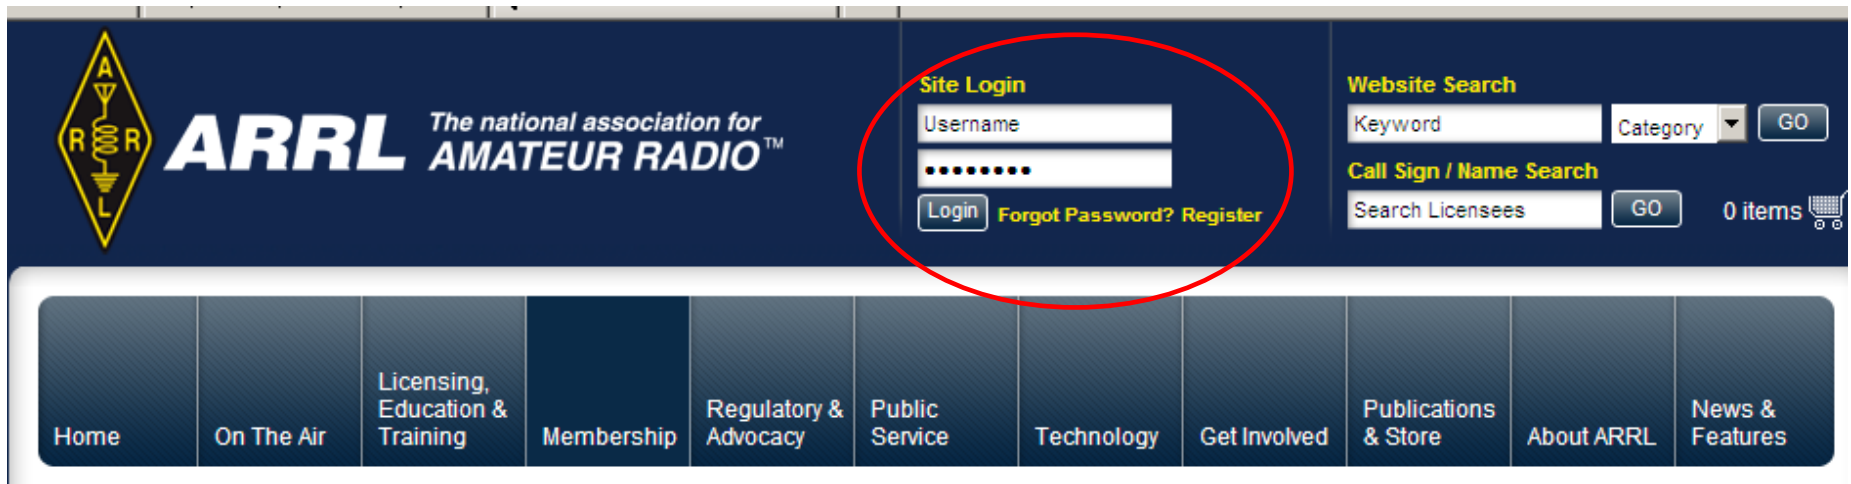 A
R R
L
ARRL The national association for
AMATEUR RADIO™
Site Login
Username
••••••••
Login Forgot Password? Register
Website Search
Keyword Category GO
Call Sign / Name Search
Search Licensees GO 0 items
Home
On The Air
Licensing,
Education &
Training
Membership
Regulatory &
Advocacy
Public
Service
Technology
Get Involved
Publications
& Store
About ARRL
News &
Features